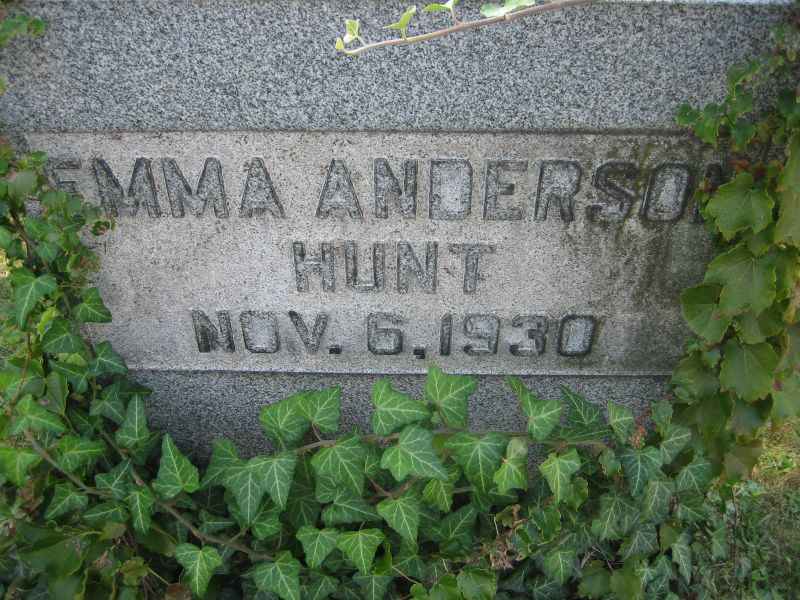 EMMA ANDERSON
HUNT
NOV. 6, 1930